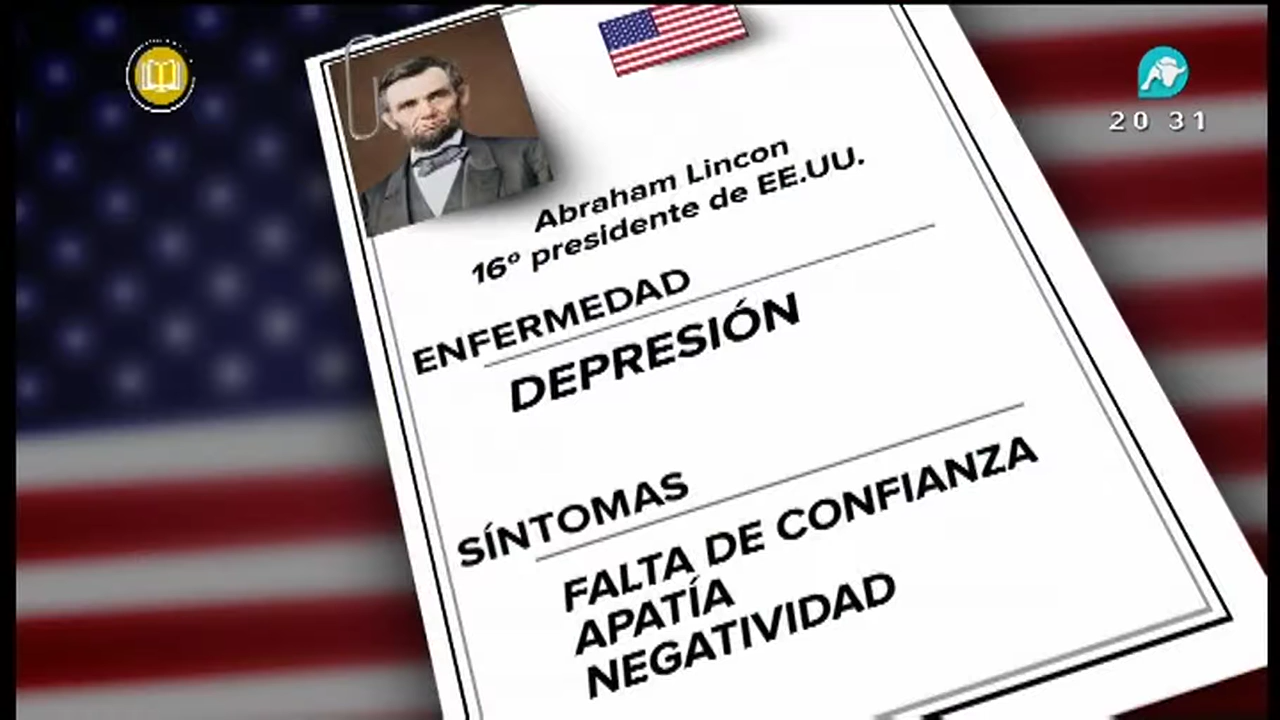 20 31
Abraham Lincon
16º presidente de EE.UU.
ENFERMEDAD
DEPRESIÓN
SÍNTOMAS
FALTA DE CONFIANZA
APATÍA
NEGATIVIDAD